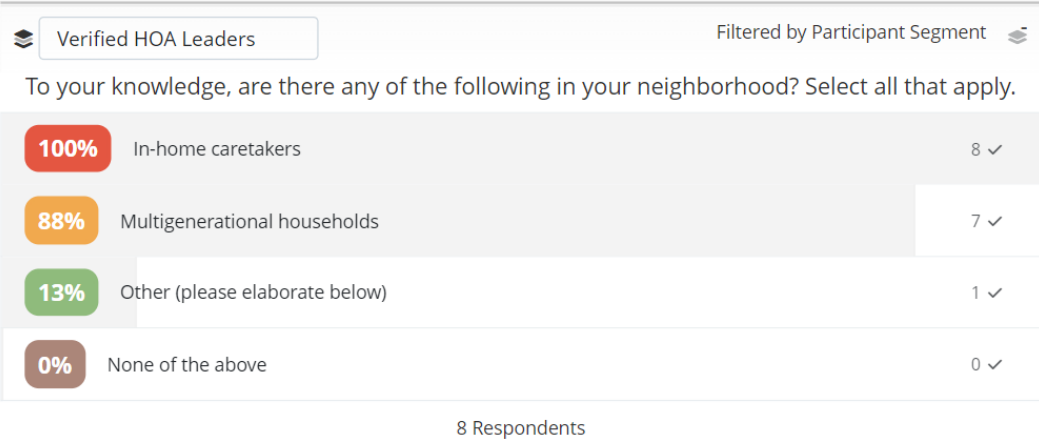 Verified HOA Leaders
Filtered by Participant Segment
To your knowledge, are there any of the following in your neighborhood? Select all that apply.
100% In-home caretakers 8
88% Multigenerational households 7
13% Other (please elaborate below) 1
0% None of the above 0
8 Respondents